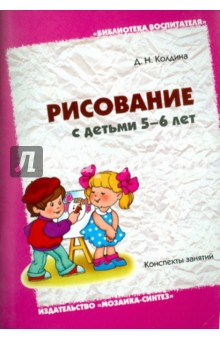 «БИБЛИОТЕКА ВОСПИТАТЕЛЯ»
Д. Н. Колдина
РИСОВАНИЕ
с детьми 5–6 лет
Конспекты занятий
ИЗДАТЕЛЬСТВО «МОЗАИКА-СИНТЕЗ»